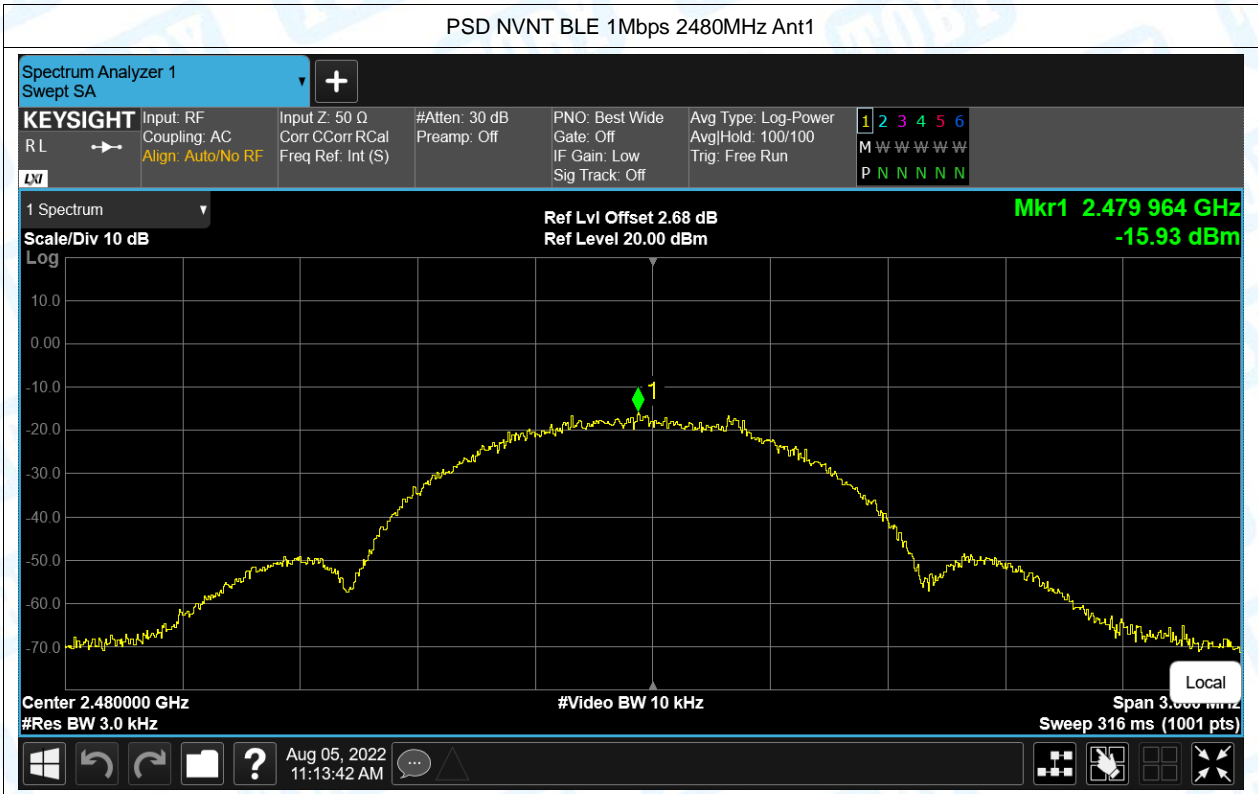 PSD NVNT BLE 1Mbps 2480MHz Ant1
Spectrum Analyzer 1
Swept SA
+
KEYSIGHT
R L
LXI
Input: RF
Coupling: AC
Align: Auto/No RF
Input Z: 50 Ω
Corr CCorr RCal
Freq Ref: Int (S)
#Atten: 30 dB
Preamp: Off
PNO: Best Wide
Gate: Off
IF Gain: Low
Sig Track: Off
Avg Type: Log-Power
Avg|Hold: 100/100
Trig: Free Run
1 2 3 4 5 6
M W W W W W
P N N N N N
1 Spectrum
Scale/Div 10 dB
Log
Ref Lvl Offset 2.68 dB
Ref Level 20.00 dBm
Mkr1 2.479 964 GHz
-15.93 dBm
10.0
0.00
-10.0
1
-20.0
-30.0
-40.0
-50.0
-60.0
-70.0
Local
Center 2.480000 GHz
#Video BW 10 kHz
Span 3.000 MHz
#Res BW 3.0 kHz
Sweep 316 ms (1001 pts)
?
Aug 05, 2022
11:13:42 AM